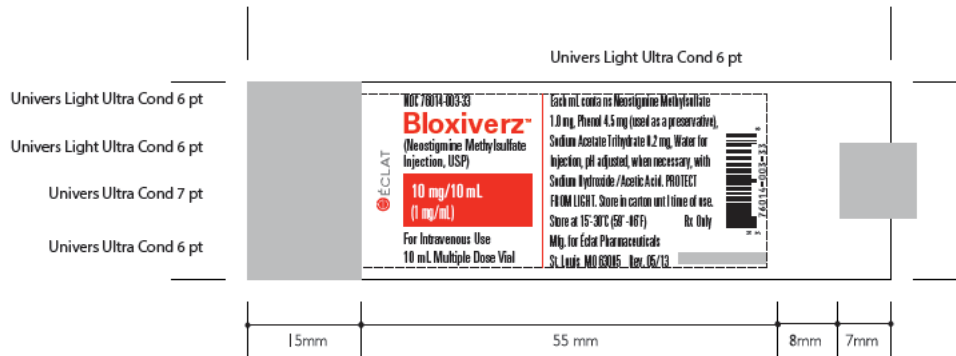 Univers Light Ultra Cond 6 pt
Univers Light Ultra Cond 6 pt
Univers Light Ultra Cond 6 pt
Univers Ultra Cond 7 pt
Univers Ultra Cond 6 pt
ÉCLAT
NDC 76014-003-33
Bloxiverz™
(Neostigmine Methylsulfate
Injection, USP)
10 mg/10 mL
(1 mg/mL)
For Intravenous Use
10 mL Multiple Dose Vial
Each mL contains Neostigmine Methylsulfate
1.0 mg, Phenol 4.5 mg (used as a preservative),
Sodium Acetate Trihydrate 0.2 mg, Water for
Injection, pH adjusted, when necessary, with
Sodium Hydroxide/Acetic Acid. PROTECT
FROM LIGHT. Store in carton until time of use.
Store at 15°-30°C (59°-86°F) Rx Only
Mfg. for Éclat Pharmaceuticals
St. Louis, MO 63005 Rev. 05/13
76014-003-33
15mm
55 mm
8mm
7mm